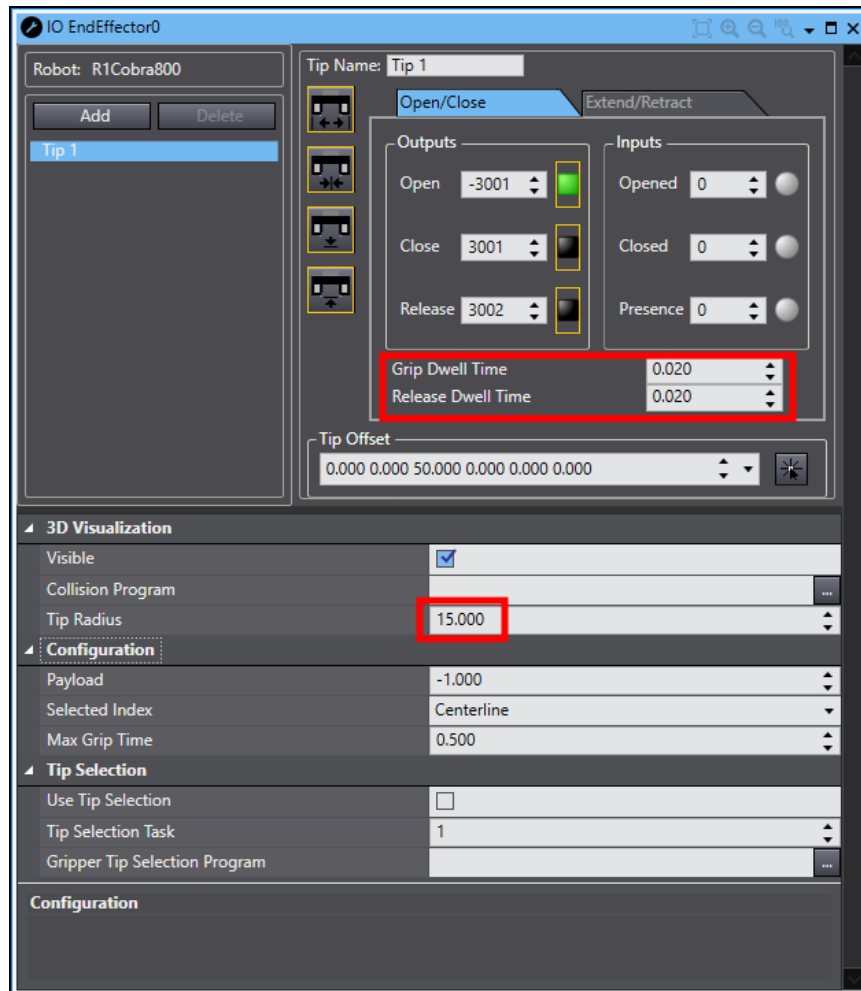 IO EndEffector0
Robot: R1Cobra800
Add Delete
Tip 1
Tip Name: Tip 1
Open/Close Extend/Retract
Outputs
Open -3001
Close 3001
Release 3002
Inputs
Opened 0
Closed 0
Presence 0
Grip Dwell Time 0.020
Release Dwell Time 0.020
Tip Offset
0.000 0.000 50.000 0.000 0.000 0.000
3D Visualization
Visible
Collision Program ...
Tip Radius 15.000
Configuration
Payload -1.000
Selected Index Centerline
Max Grip Time 0.500
Tip Selection
Use Tip Selection
Tip Selection Task 1
Gripper Tip Selection Program ...
Configuration